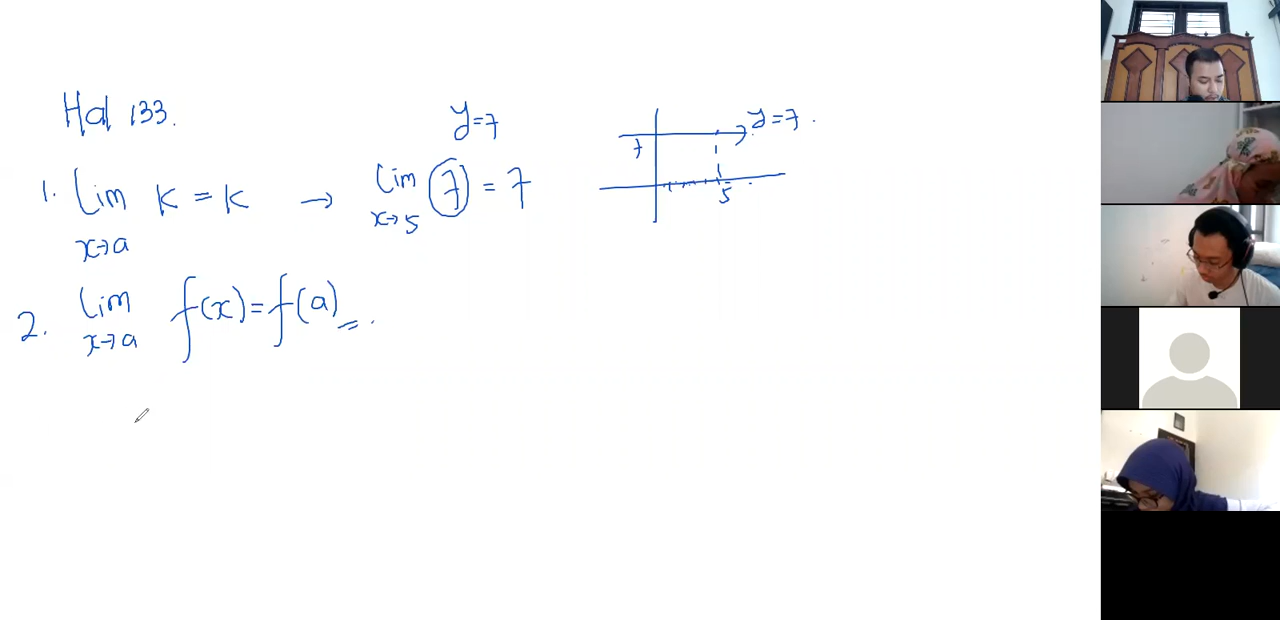 Hal 133.
1. lim x→a k = k → lim x→5 7 = 7
y=7
7
5
y=7.
2. lim x→a f(x)=f(a)